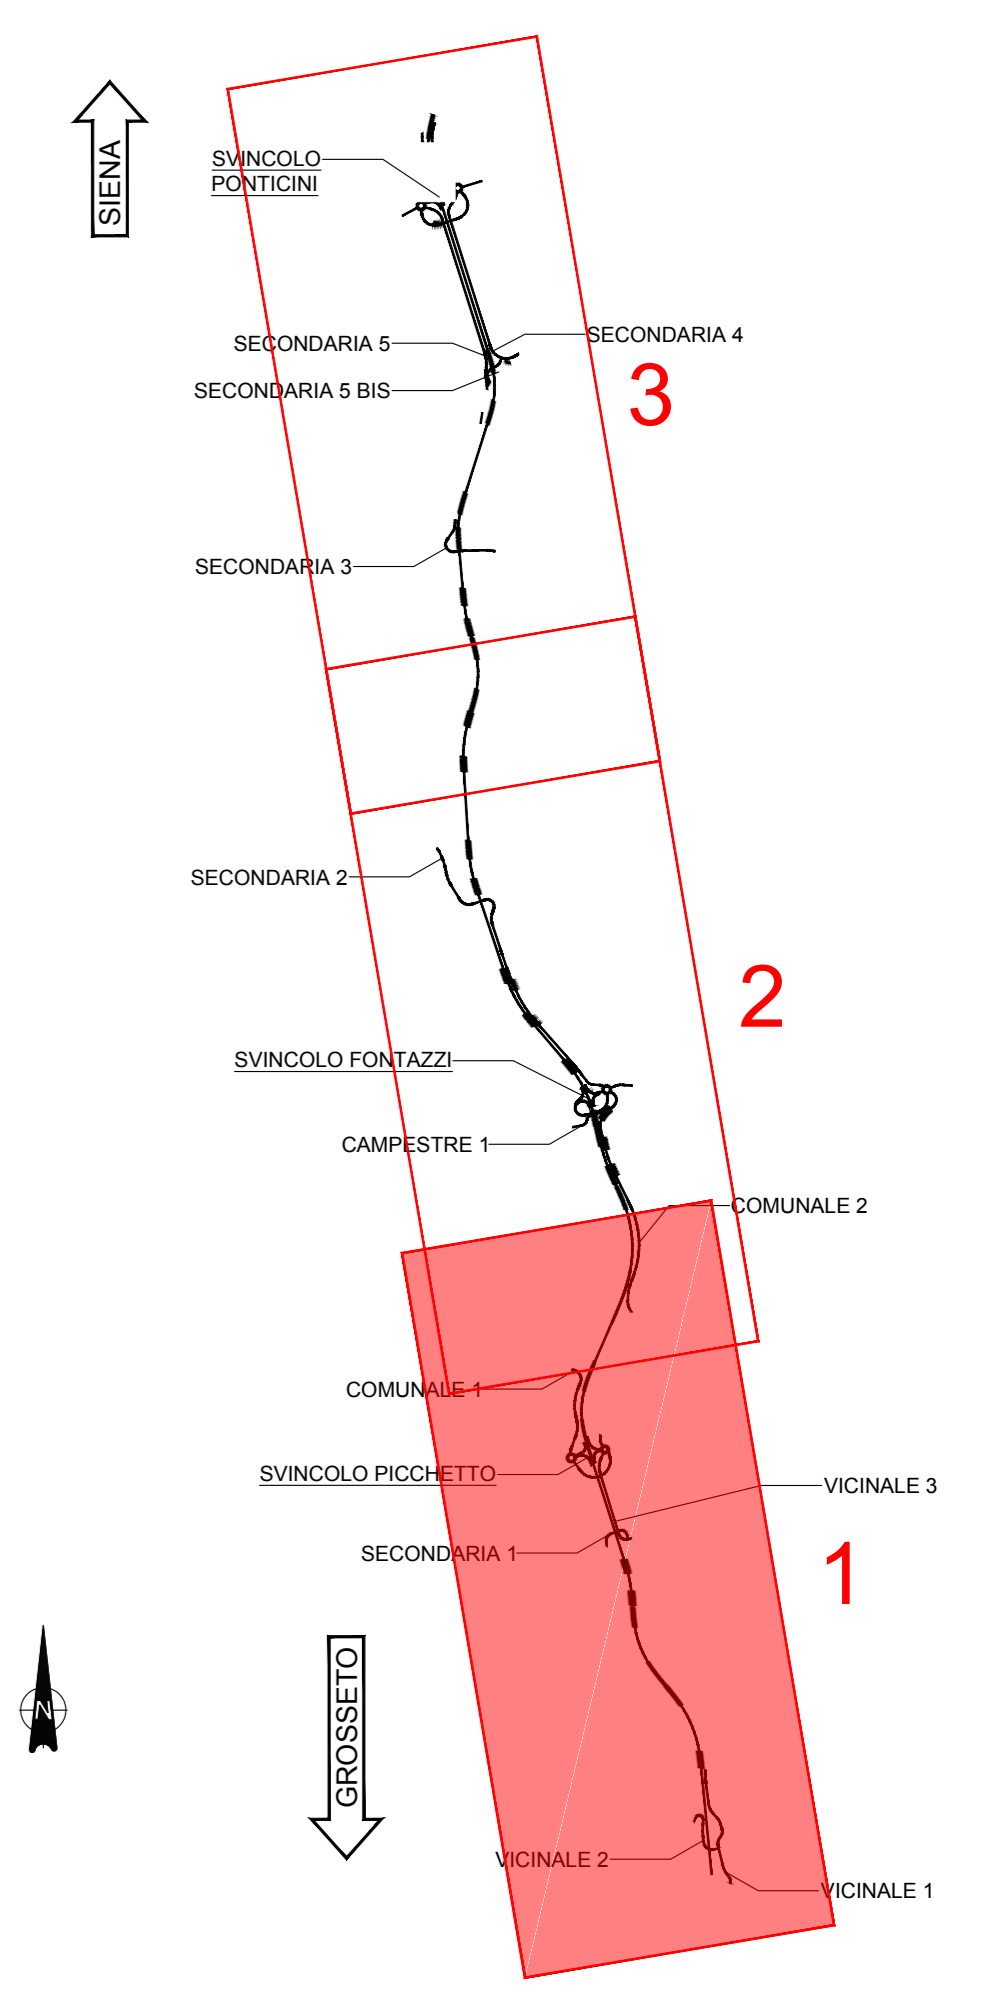 SIENA
SVINCOLO
PONTICINI
SECONDARIA 4
SECONDARIA 5
3
SECONDARIA 5 BIS
SECONDARIA 3
SECONDARIA 2
2
SVINCOLO FONTAZZI
CAMPESTRE 1
COMUNALE 2
COMUNALE 1
SVINCOLO PICCHETTO
VICINALE 3
SECONDARIA 1
1
N
GROSSETO
VICINALE 2
VICINALE 1